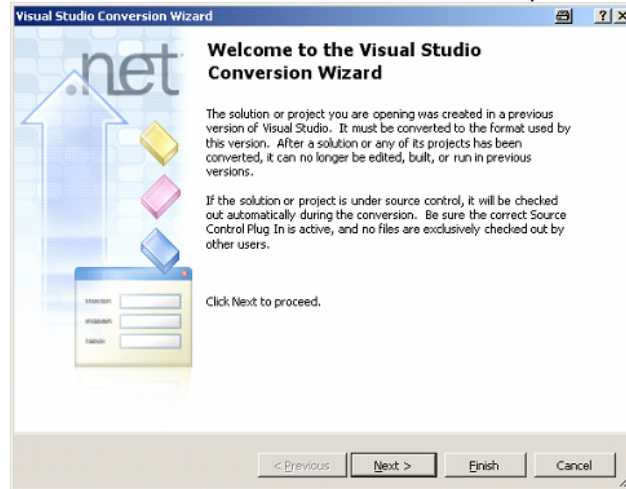 Visual Studio Conversion Wizard
.net
Welcome to the Visual Studio
Conversion Wizard
The solution or project you are opening was created in a previous
version of Visual Studio. It must be converted to the format used by
this version. After a solution or any of its projects has been
converted, it can no longer be edited, built, or run in previous
versions.
If the solution or project is under source control, it will be checked
out automatically during the conversion. Be sure the correct Source
Control Plug In is active, and no files are exclusively checked out by
other users.
Click Next to proceed.
< Previous
Next >
Finish
Cancel